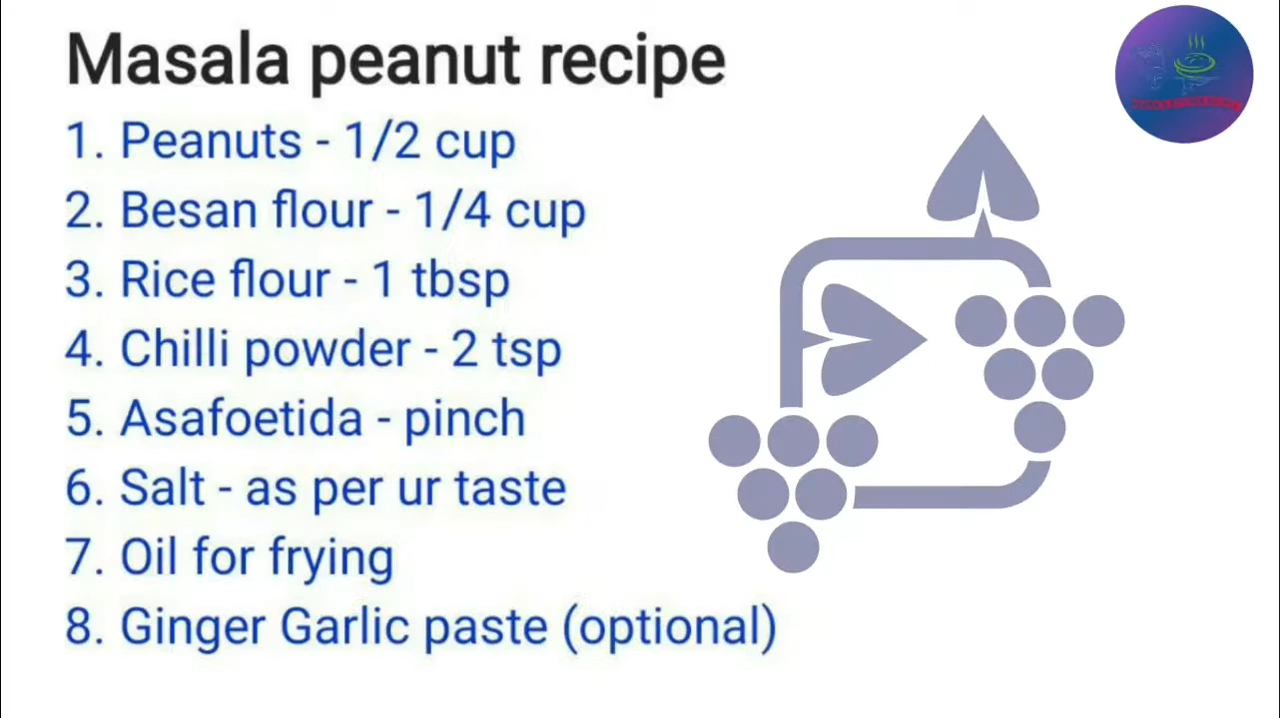 Masala peanut recipe
1. Peanuts - 1/2 cup
2. Besan flour - 1/4 cup
3. Rice flour - 1 tbsp
4. Chilli powder - 2 tsp
5. Asafoetida - pinch
6. Salt - as per ur taste
7. Oil for frying
8. Ginger Garlic paste (optional)